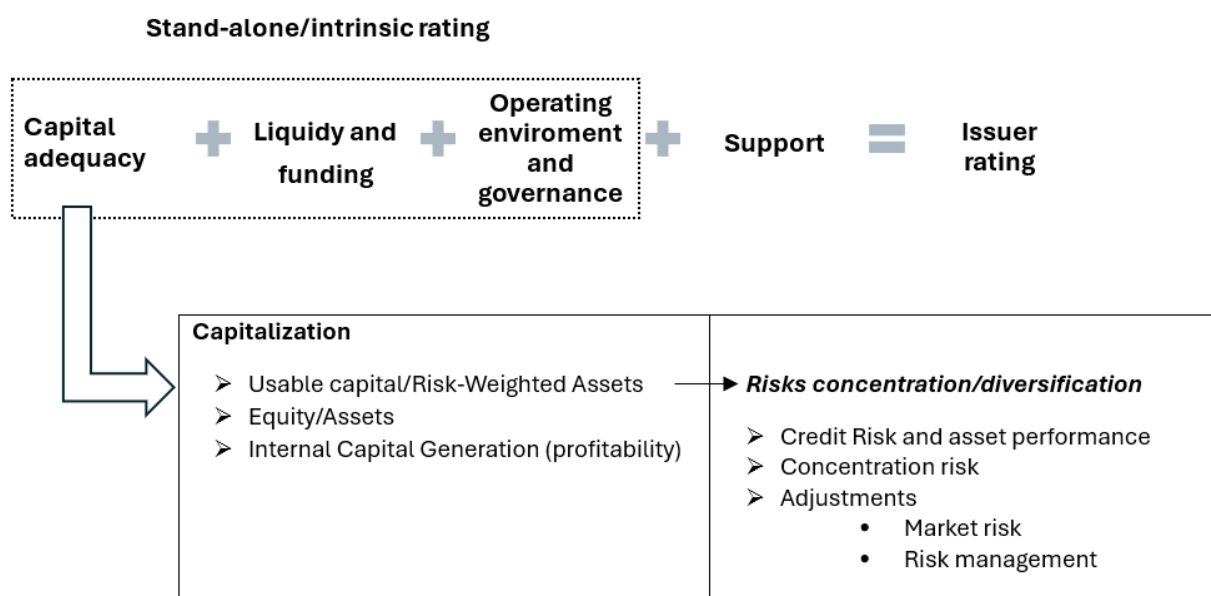 Stand-alone/intrinsic rating
Capital
adequacy
Liquidy and
funding
Operating
enviroment
and
governance
Support
Issuer
rating
Capitalization
➢ Usable capital/Risk-Weighted Assets
➢ Equity/Assets
➢ Internal Capital Generation (profitability)
Risks concentration/diversification
➢ Credit Risk and asset performance
➢ Concentration risk
➢ Adjustments
• Market risk
• Risk management